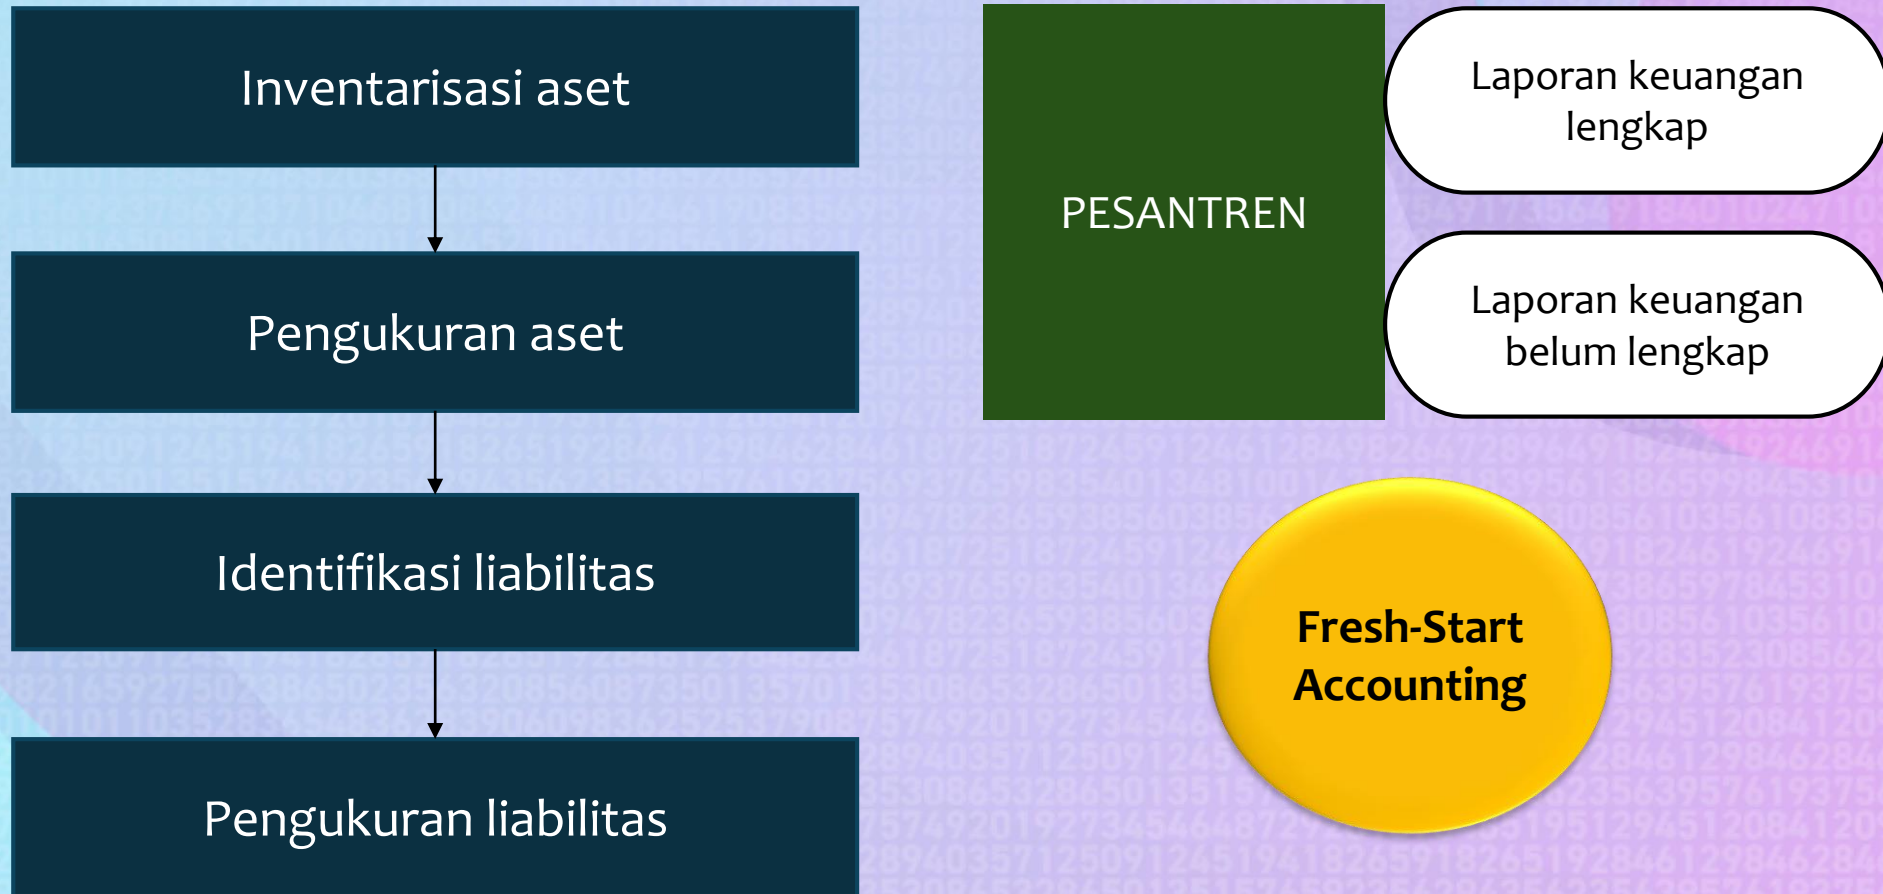 Inventarisasi aset
Pengukuran aset
Identifikasi liabilitas
Pengukuran liabilitas
PESANTREN
Laporan keuangan
lengkap
Laporan keuangan
belum lengkap
Fresh-Start
Accounting